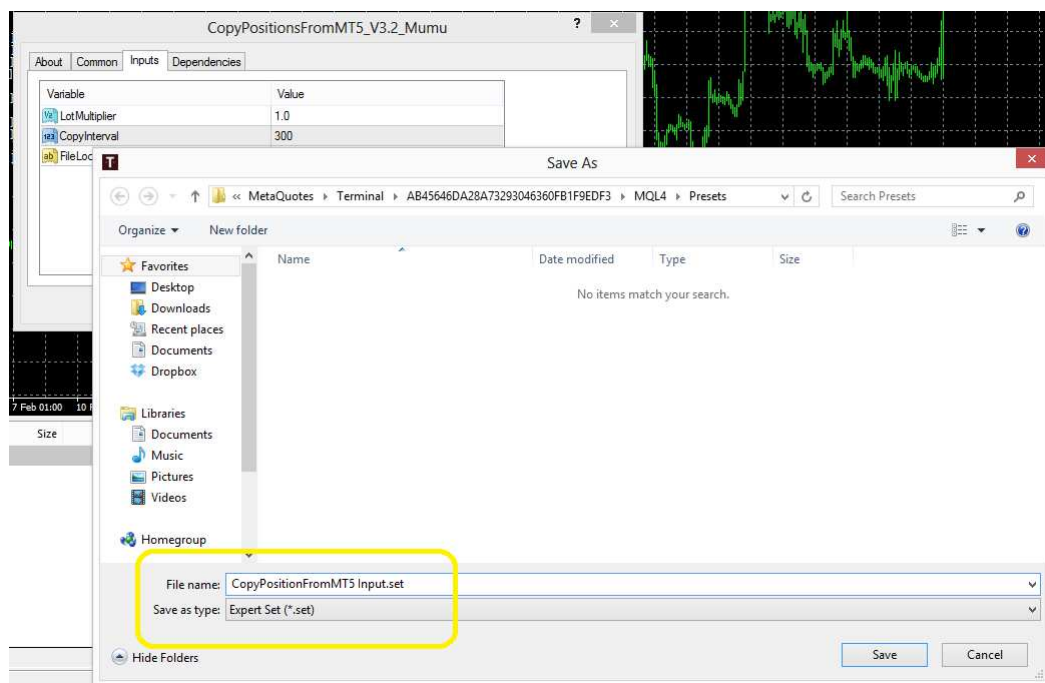 CopyPositionsFromMT5_V3.2_Mumu
? ×
About Common Inputs Dependencies
Variable Value
LotMultiplier 1.0
CopyInterval 300
FileLoc
T Save As ×
« MetaQuotes Terminal AB45646DA28A73293046360FB1F9EDF3 MQL4 Presets Search Presets
Organize New folder
Name Date modified Type Size
No items match your search.
Favorites
Desktop
Downloads
Recent places
Documents
Dropbox
Libraries
Documents
Music
Pictures
Videos
Homegroup
7 Feb 01:00 10 F
Size
File name: CopyPositionFromMT5 Input.set
Save as type: Expert Set (*.set)
Hide Folders Save Cancel